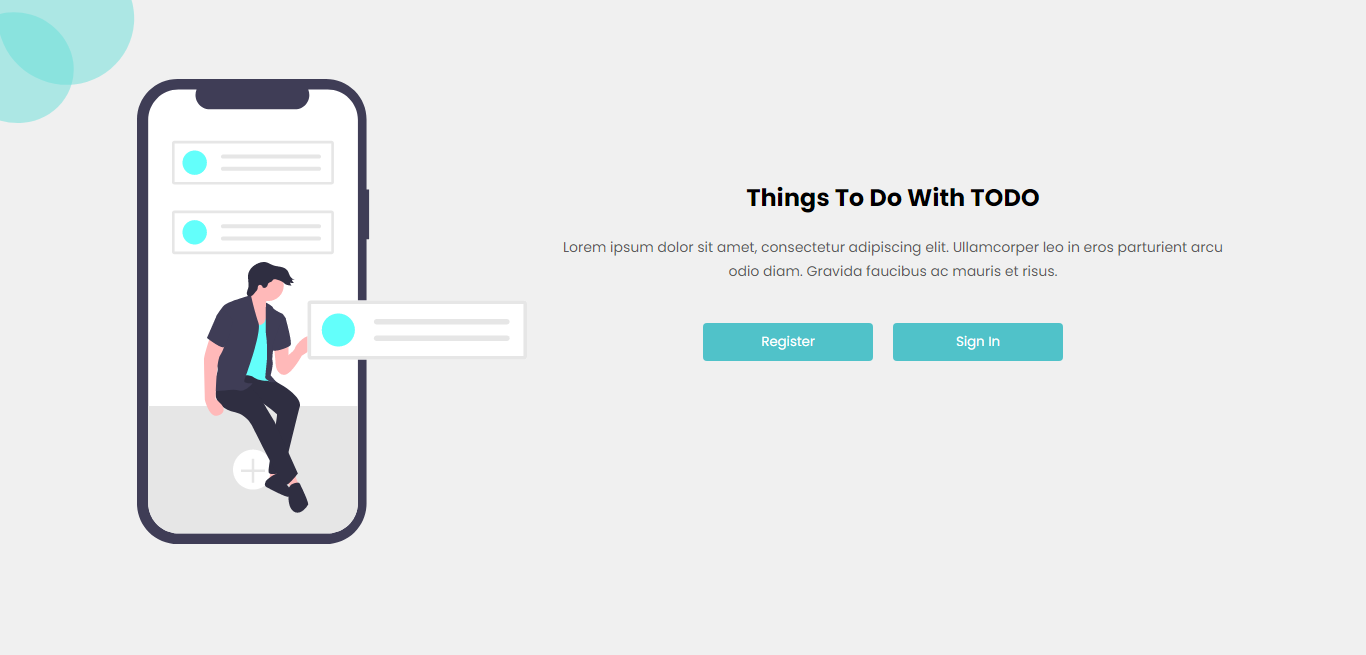 Things To Do With TODO
Lorem ipsum dolor sit amet, consectetur adipiscing elit. Ullamcorper leo in eros parturient arcu
odio diam. Gravida faucibus ac mauris et risus.
Register
Sign In